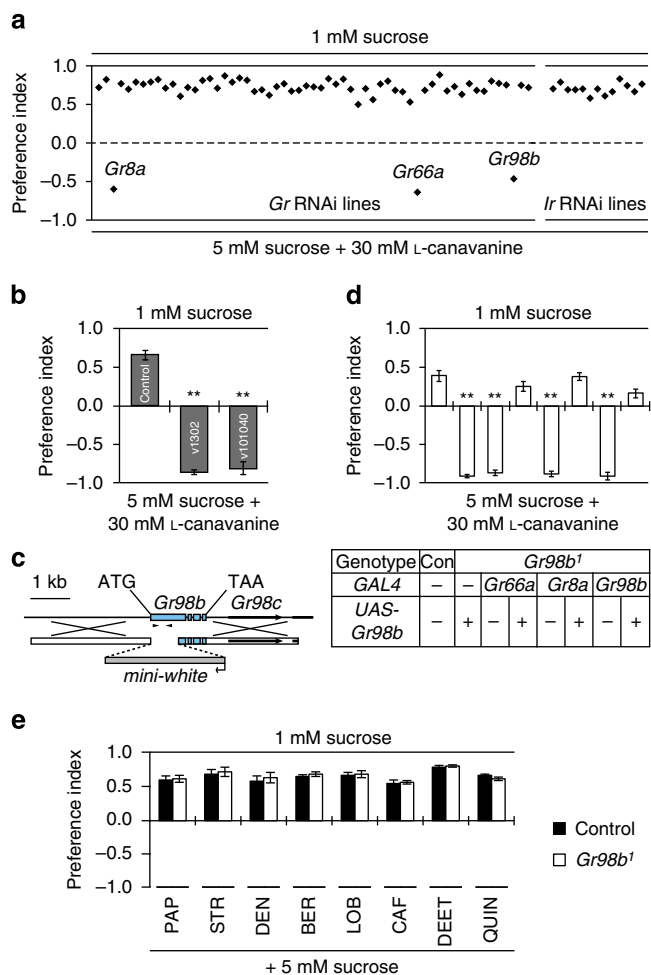 a
1 mM sucrose
Preference index
1.0
0.5
0.0
−0.5
−1.0
Gr8a
Gr66a
Gr98b
Gr RNAi lines
Ir RNAi lines
5 mM sucrose + 30 mM L-canavanine
b
1 mM sucrose
Preference index
1.0
0.5
0.0
−0.5
−1.0
Control
**
**
v1302
v101040
5 mM sucrose +
30 mM L-canavanine
d
1 mM sucrose
Preference index
1.0
0.5
0.0
−0.5
−1.0
** ** ** **
5 mM sucrose +
30 mM L-canavanine
Genotype Con Gr98b1
GAL4 – – Gr66a Gr8a Gr98b
UAS-Gr98b – + – + – + – +
c
1 kb
ATG
Gr98b
TAA
Gr98c
mini-white
e
1 mM sucrose
Preference index
1.0
0.5
0.0
−0.5
−1.0
PAP STR DEN BER LOB CAF DEET QUIN
+ 5 mM sucrose
Control
Gr98b1